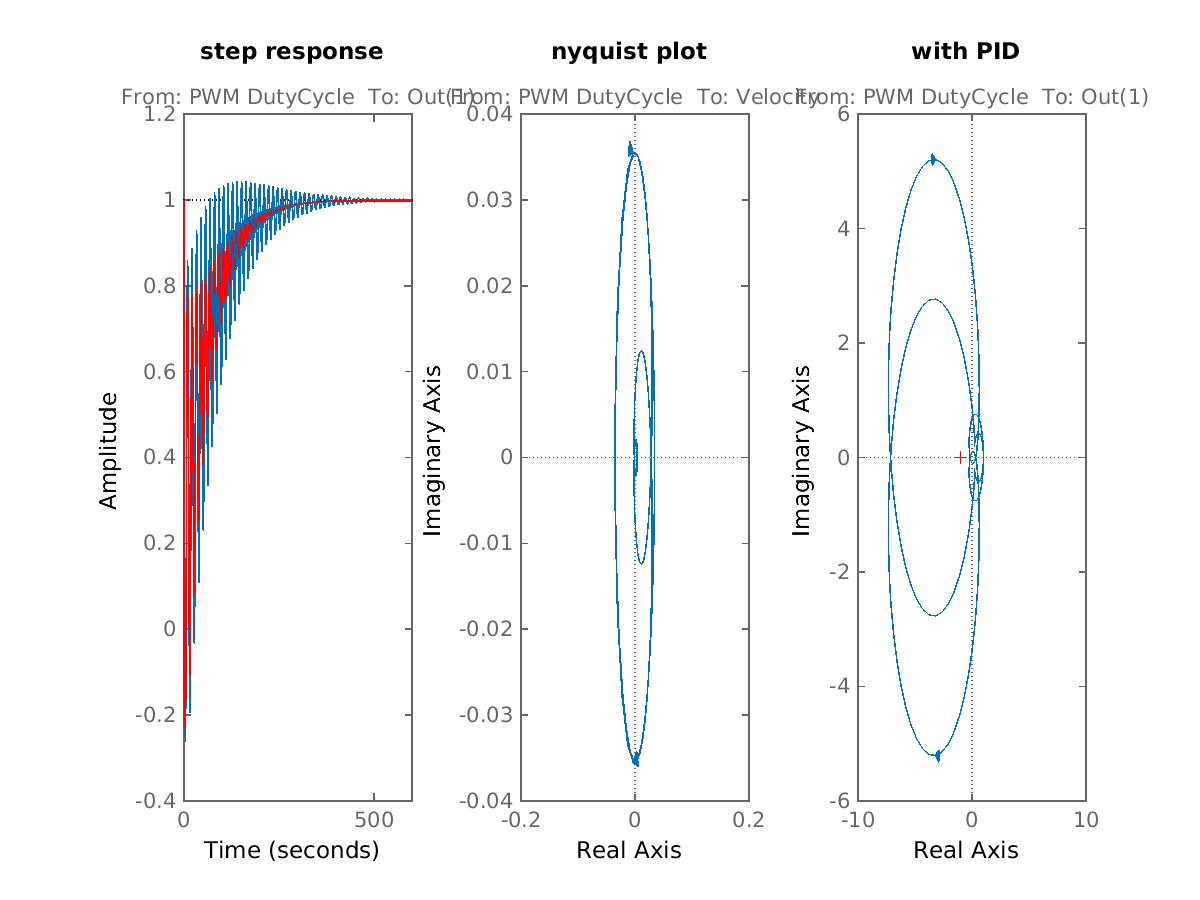 step response
From: PWM DutyCycle To: Out(1)
1.2
1
0.8
0.6
0.4
0.2
0
-0.2
-0.4
0
500
Amplitude
Time (seconds)
nyquist plot
From: PWM DutyCycle To: Velocity
0.04
0.03
0.02
0.01
0
-0.01
-0.02
-0.03
-0.04
-0.2
0
0.2
Imaginary Axis
Real Axis
with PID
From: PWM DutyCycle To: Out(1)
6
4
2
0
-2
-4
-6
-10
0
10
Imaginary Axis
Real Axis